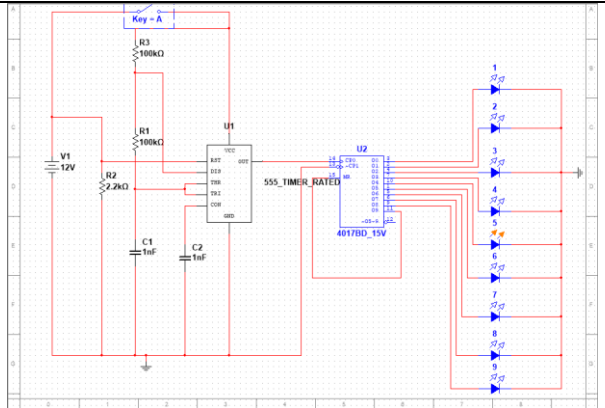 Key = A
R3
100kΩ
R1
100kΩ
V1
12V
R2
2.2kΩ
C1
1nF
C2
1nF
U1
VCC
RST
OUT
DIS
THR
TRI
CON
GND
555_TIMER_RATED
U2
4017BD_15V
1
2
3
4
5
6
7
8
9